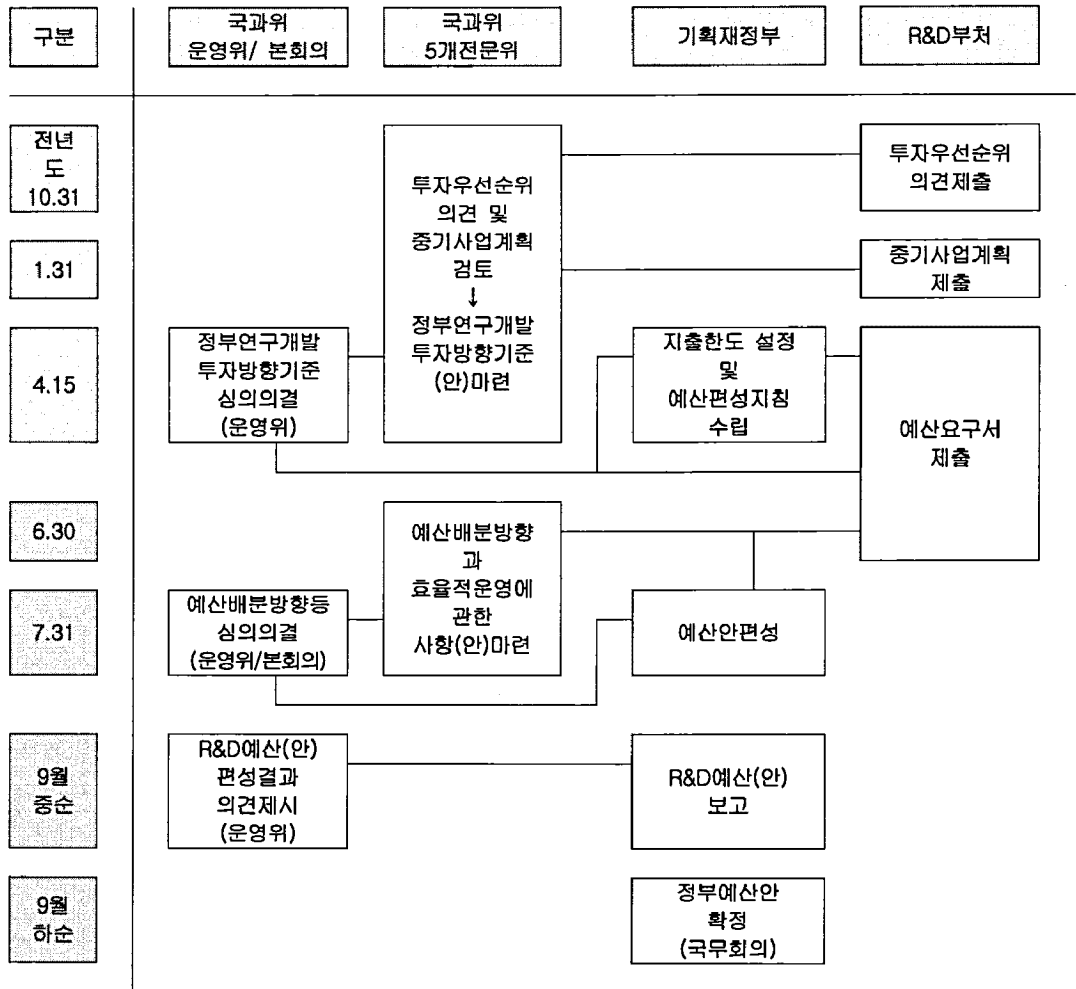 구분
국과위
운영위/ 본회의
국과위
5개전문위
기획재정부
R&D부처
전년
도
10.31
투자우선순위
의견 및
중기사업계획
검토
↓
정부연구개발
투자방향기준
(안)마련
투자우선순위
의견제출
1.31
중기사업계획
제출
4.15
정부연구개발
투자방향기준
심의의결
(운영위)
지출한도 설정
및
예산편성지침
수립
예산요구서
제출
6.30
예산배분방향
과
효율적운영에
관한
사항(안)마련
7.31
예산배분방향등
심의의결
(운영위/본회의)
예산안편성
9월
중순
R&D예산(안)
편성결과
의견제시
(운영위)
R&D예산(안)
보고
9월
하순
정부예산안
확정
(국무회의)